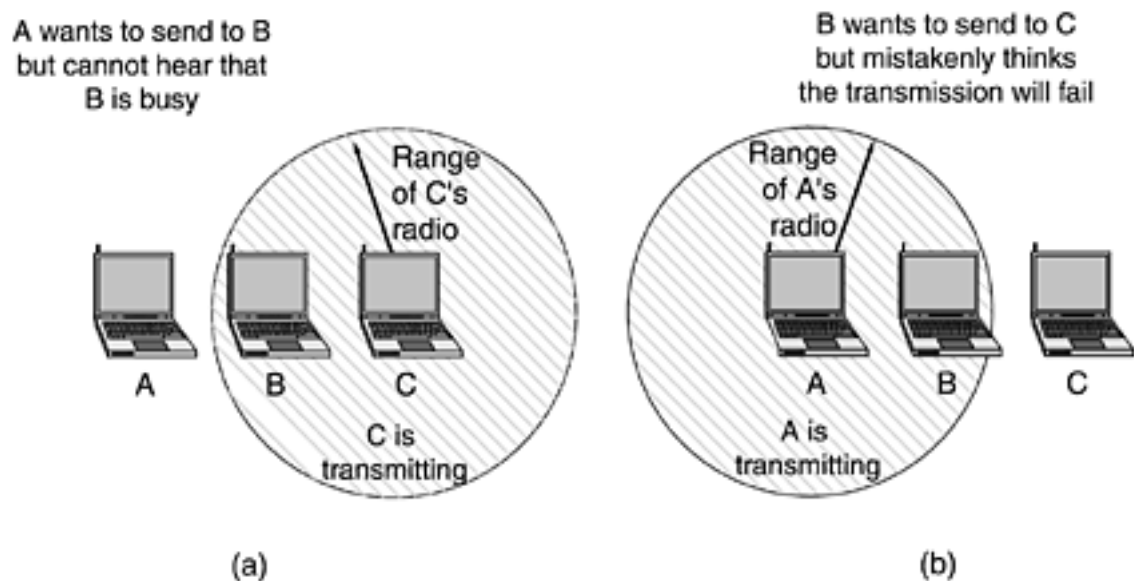 A wants to send to B
but cannot hear that
B is busy
Range
of C's
radio
A
B
C
C is
transmitting
(a)
B wants to send to C
but mistakenly thinks
the transmission will fail
Range
of A's
radio
A
B
C
A is
transmitting
(b)